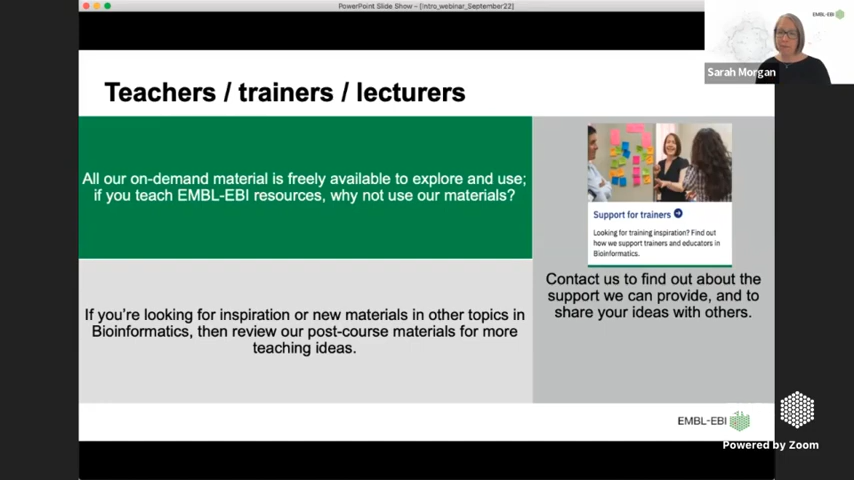 PowerPoint Slide Show - [Intro_webinar_September22]
EMBL-EBI
Sarah Morgan
Teachers / trainers / lecturers
All our on-demand material is freely available to explore and use;
if you teach EMBL-EBI resources, why not use our materials?
If you’re looking for inspiration or new materials in other topics in
Bioinformatics, then review our post-course materials for more
teaching ideas.
Support for trainers
Looking for training inspiration? Find out
how we support trainers and educators in
Bioinformatics.
Contact us to find out about the
support we can provide, and to
share your ideas with others.
EMBL-EBI
Powered by Zoom